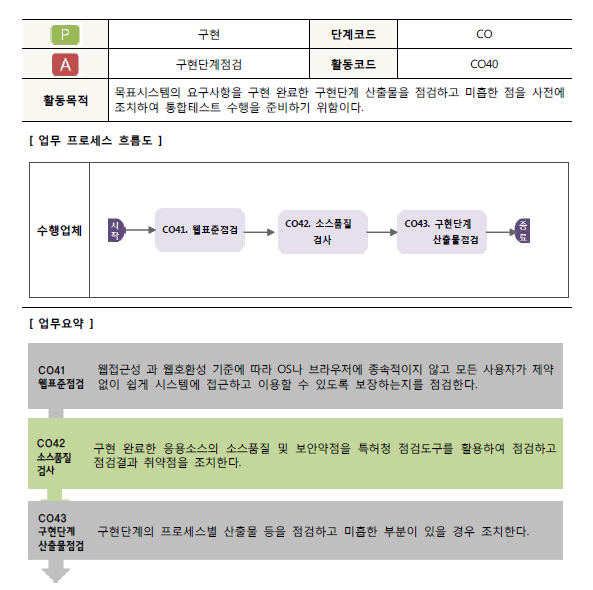 P 구현 단계코드 CO
A 구현단계점검 활동코드 CO40
활동목적 목표시스템의 요구사항을 구현 완료한 구현단계 산출물을 점검하고 미흡한 점을 사전에
조치하여 통합테스트 수행을 준비하기 위함이다.
[ 업무 프로세스 흐름도 ]
수행업체
시
작
CO41. 웹표준점검
CO42. 소스품질
검사
CO43. 구현단계
산출물점검
종
료
[ 업무요약 ]
CO41
웹표준점검
웹접근성 과 웹호환성 기준에 따라 OS나 브라우저에 종속적이지 않고 모든 사용자가 제약
없이 쉽게 시스템에 접근하고 이용할 수 있도록 보장하는지를 점검한다.
CO42
소스품질
검사
구현 완료한 응용소스의 소스품질 및 보안약점을 특허청 점검도구를 활용하여 점검하고
점검결과 취약점을 조치한다.
CO43
구현단계
산출물점검
구현단계의 프로세스별 산출물 등을 점검하고 미흡한 부분이 있을 경우 조치한다.